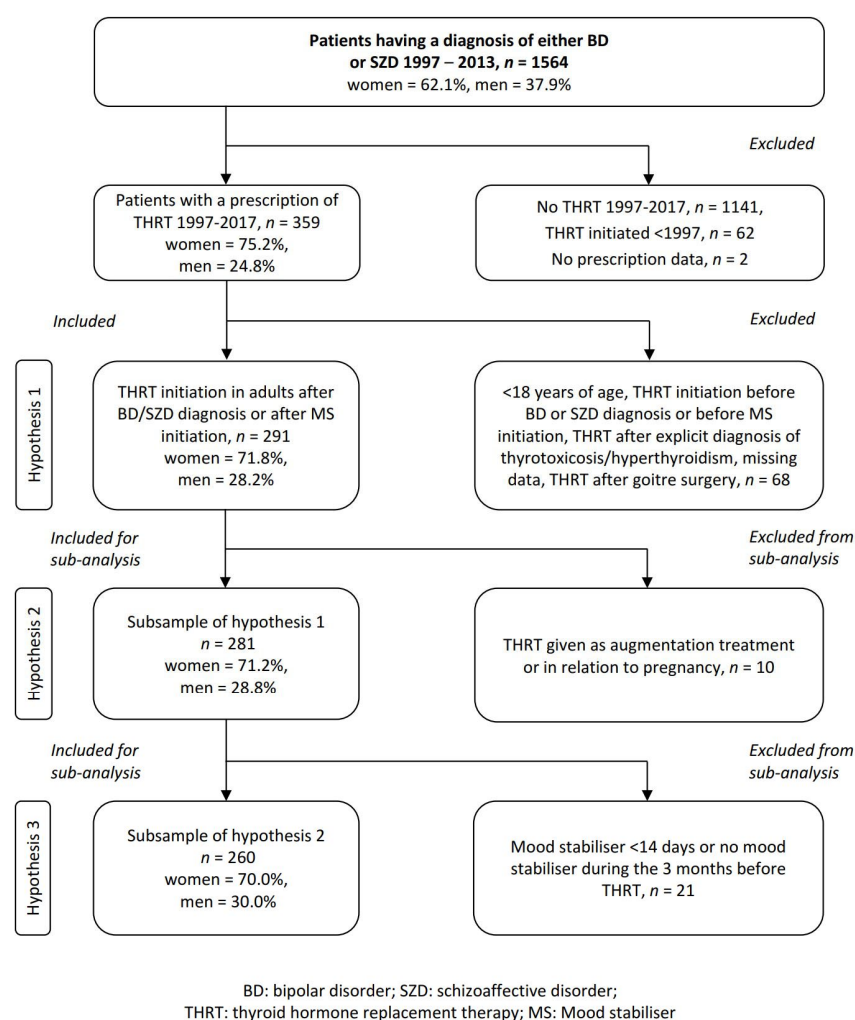 Patients having a diagnosis of either BD
or SZD 1997 – 2013, n = 1564
women = 62.1%, men = 37.9%
Excluded
Patients with a prescription of
THRT 1997-2017, n = 359
women = 75.2%,
men = 24.8%
No THRT 1997-2017, n = 1141,
THRT initiated <1997, n = 62
No prescription data, n = 2
Included
Excluded
Hypothesis 1
THRT initiation in adults after
BD/SZD diagnosis or after MS
initiation, n = 291
women = 71.8%,
men = 28.2%
<18 years of age, THRT initiation before
BD or SZD diagnosis or before MS
initiation, THRT after explicit diagnosis of
thyrotoxicosis/hyperthyroidism, missing
data, THRT after goitre surgery, n = 68
Included for
sub-analysis
Excluded from
sub-analysis
Hypothesis 2
Subsample of hypothesis 1
n = 281
women = 71.2%,
men = 28.8%
THRT given as augmentation treatment
or in relation to pregnancy, n = 10
Included for
sub-analysis
Excluded from
sub-analysis
Hypothesis 3
Subsample of hypothesis 2
n = 260
women = 70.0%,
men = 30.0%
Mood stabiliser <14 days or no mood
stabiliser during the 3 months before
THRT, n = 21
BD: bipolar disorder; SZD: schizoaffective disorder;
THRT: thyroid hormone replacement therapy; MS: Mood stabiliser